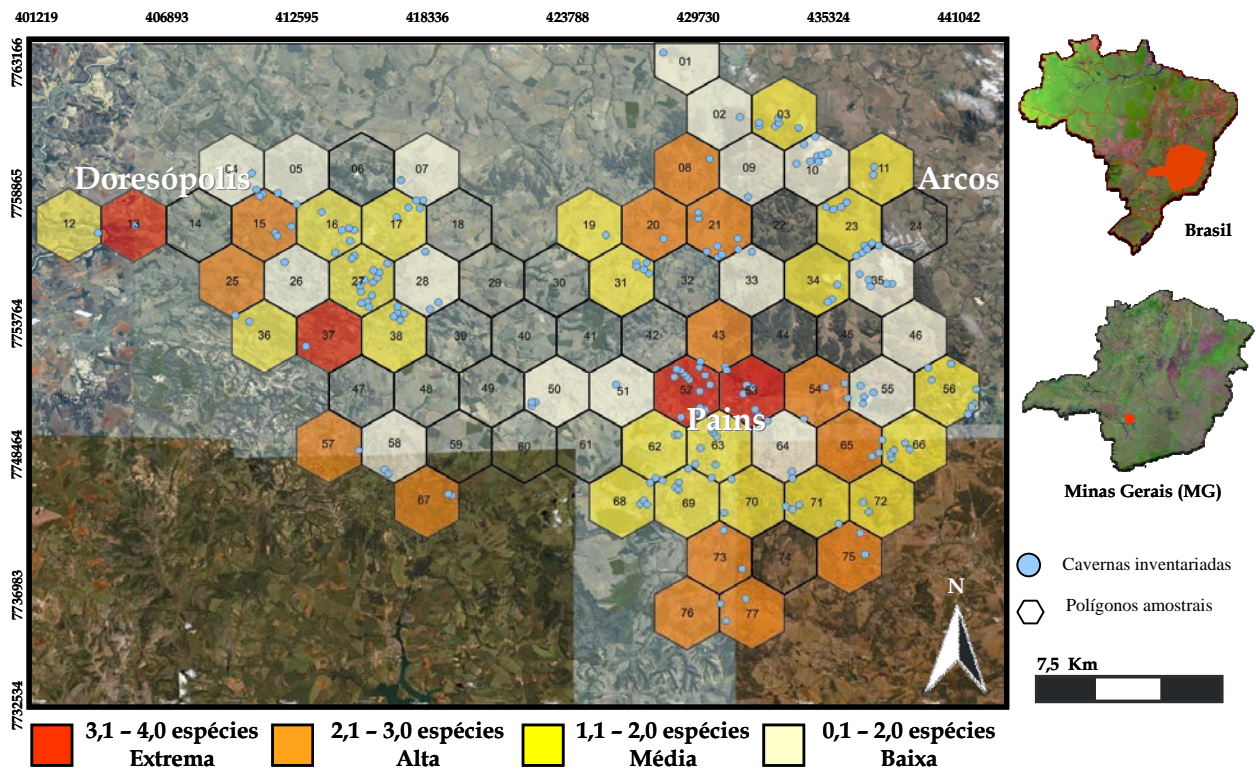 401219 406893 412595 418336 423788 429730 435324 441042
7763166
7758865
7753764
7748464
7736983
7732534
01
02 03
04 05 06 07 08 09 10 11
Doresópolis Arcos
12 13 14 15 16 17 18 19 20 21 22 23 24
25 26 27 28 29 30 31 32 33 34 35
36 37 38 39 40 41 42 43 44 45 46
47 48 49 50 51 52 53 54 55 56
Pains
57 58 59 60 61 62 63 64 65 66
67 68 69 70 71 72
73 74 75
76 77
N
Brasil
Minas Gerais (MG)
Cavernas inventariadas
Polígonos amostrais
7,5 Km
3,1 – 4,0 espécies
Extrema
2,1 – 3,0 espécies
Alta
1,1 – 2,0 espécies
Média
0,1 – 2,0 espécies
Baixa